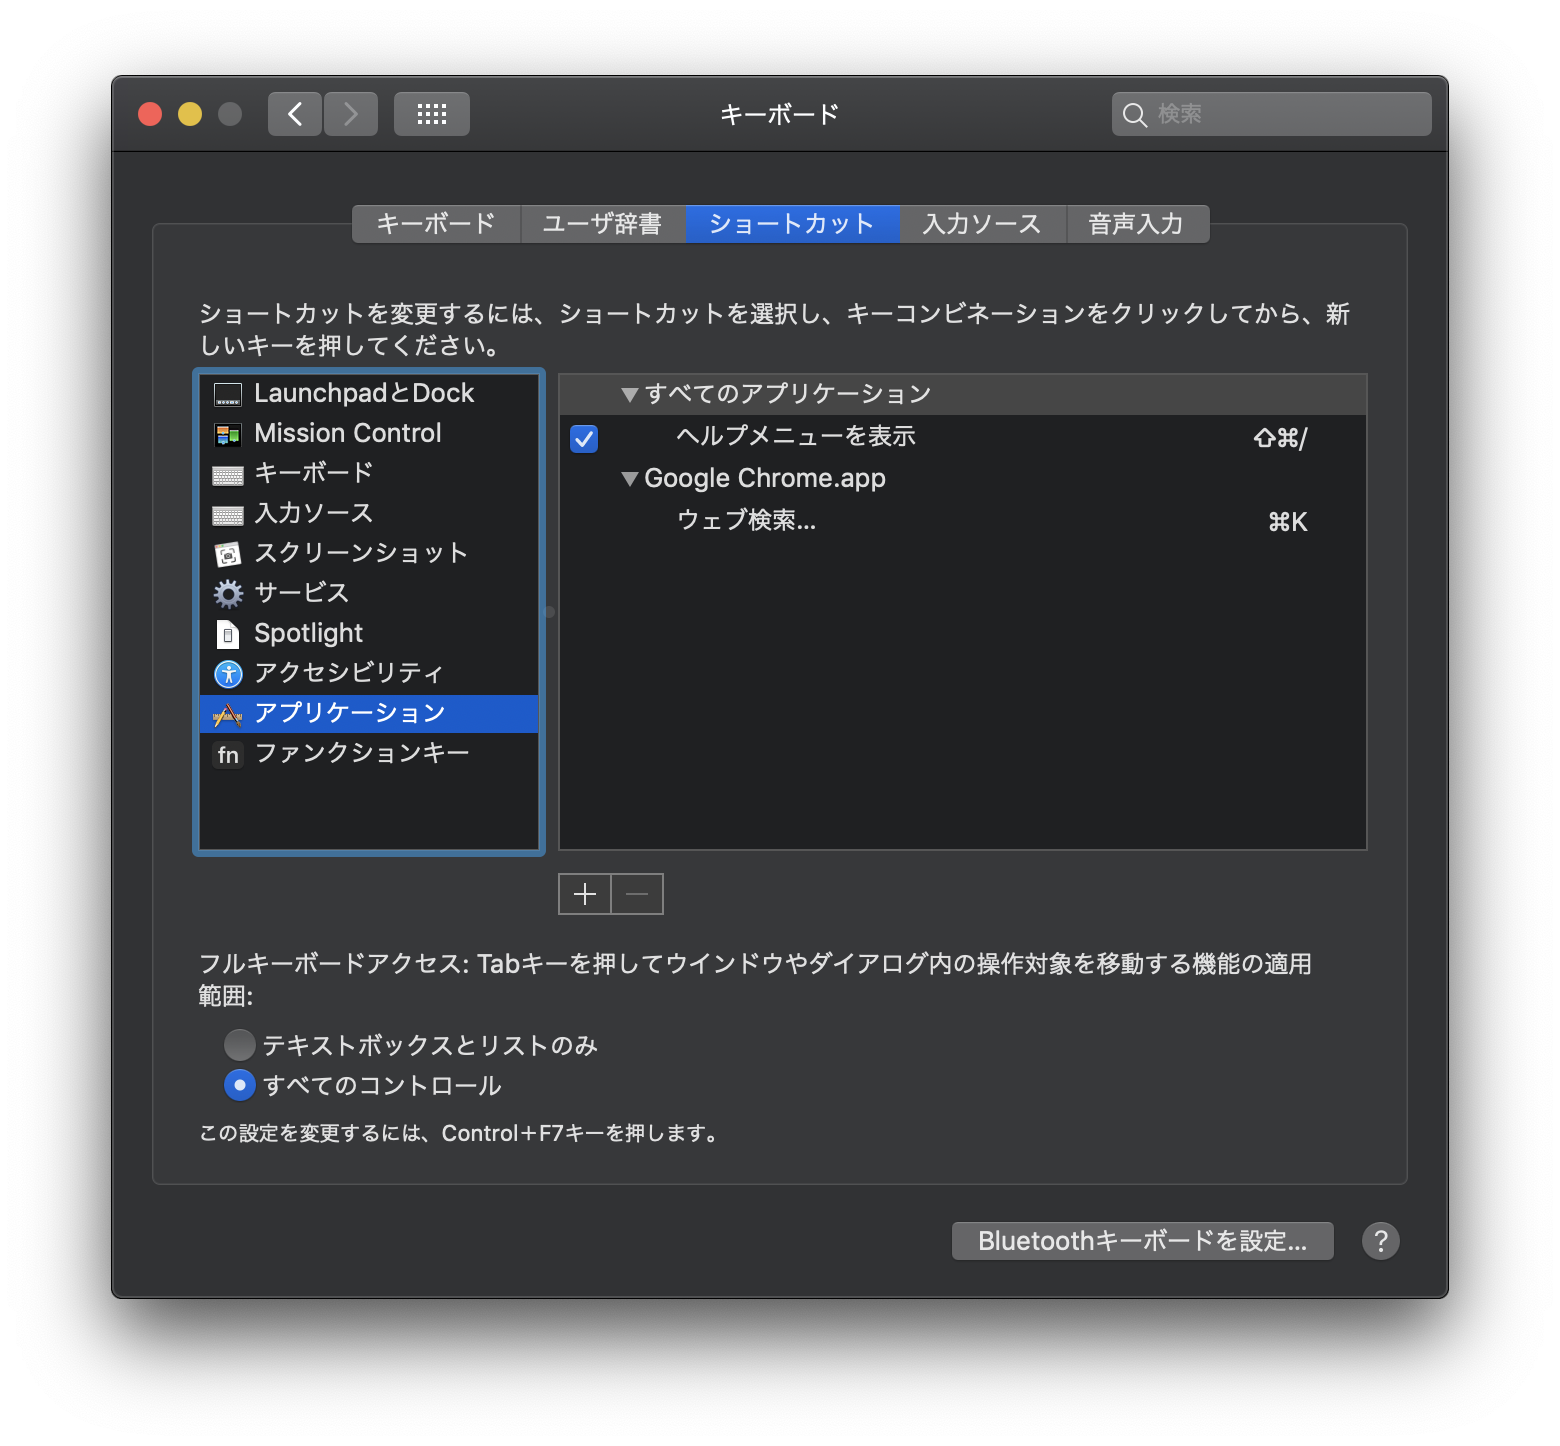 キーボード
検索
キーボード
ユーザ辞書
ショートカット
入力ソース
音声入力
ショートカットを変更するには、ショートカットを選択し、キーコンビネーションをクリックしてから、新
しいキーを押してください。
LaunchpadとDock
Mission Control
キーボード
入力ソース
スクリーンショット
サービス
Spotlight
アクセシビリティ
アプリケーション
fn ファンクションキー
▼すべてのアプリケーション
ヘルプメニューを表示 ⇧⌘/
▼Google Chrome.app
ウェブ検索... ⌘K
フルキーボードアクセス: Tabキーを押してウインドウやダイアログ内の操作対象を移動する機能の適用
範囲:
テキストボックスとリストのみ
すべてのコントロール
この設定を変更するには、Control+F7キーを押します。
Bluetoothキーボードを設定...
?